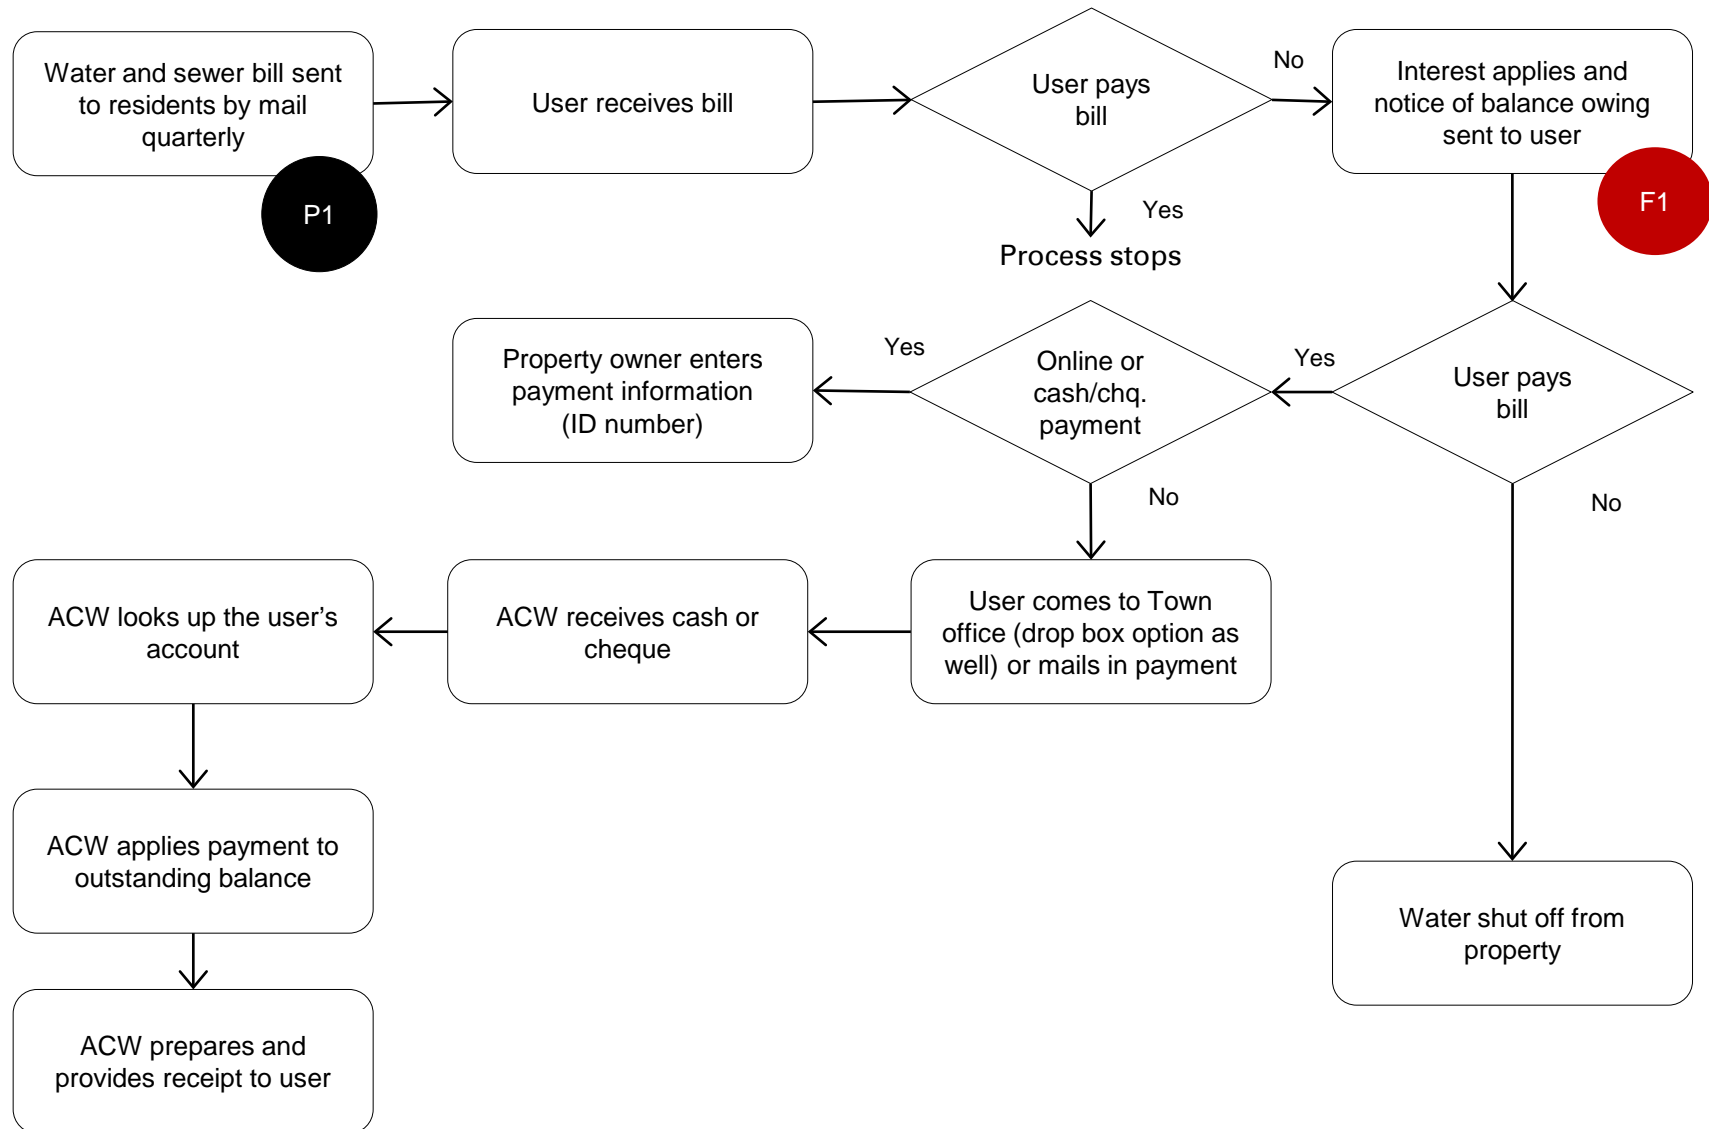 Water and sewer bill sent
to residents by mail
quarterly
P1
User receives bill
User pays
bill
No
Yes
Process stops
Interest applies and
notice of balance owing
sent to user
F1
Property owner enters
payment information
(ID number)
Yes
Online or
cash/chq.
payment
Yes
User pays
bill
No
No
ACW looks up the user’s
account
ACW receives cash or
cheque
User comes to Town
office (drop box option as
well) or mails in payment
ACW applies payment to
outstanding balance
Water shut off from
property
ACW prepares and
provides receipt to user